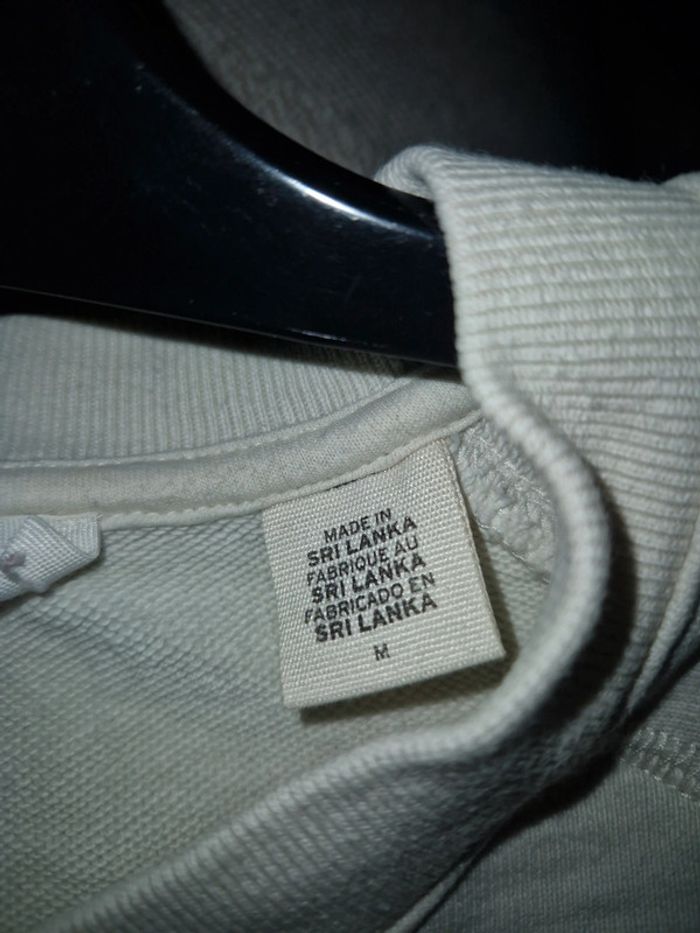 MADE IN
SRI LANKA
FABRIQUE AU
SRI LANKA
FABRICADO EN
SRI LANKA
M